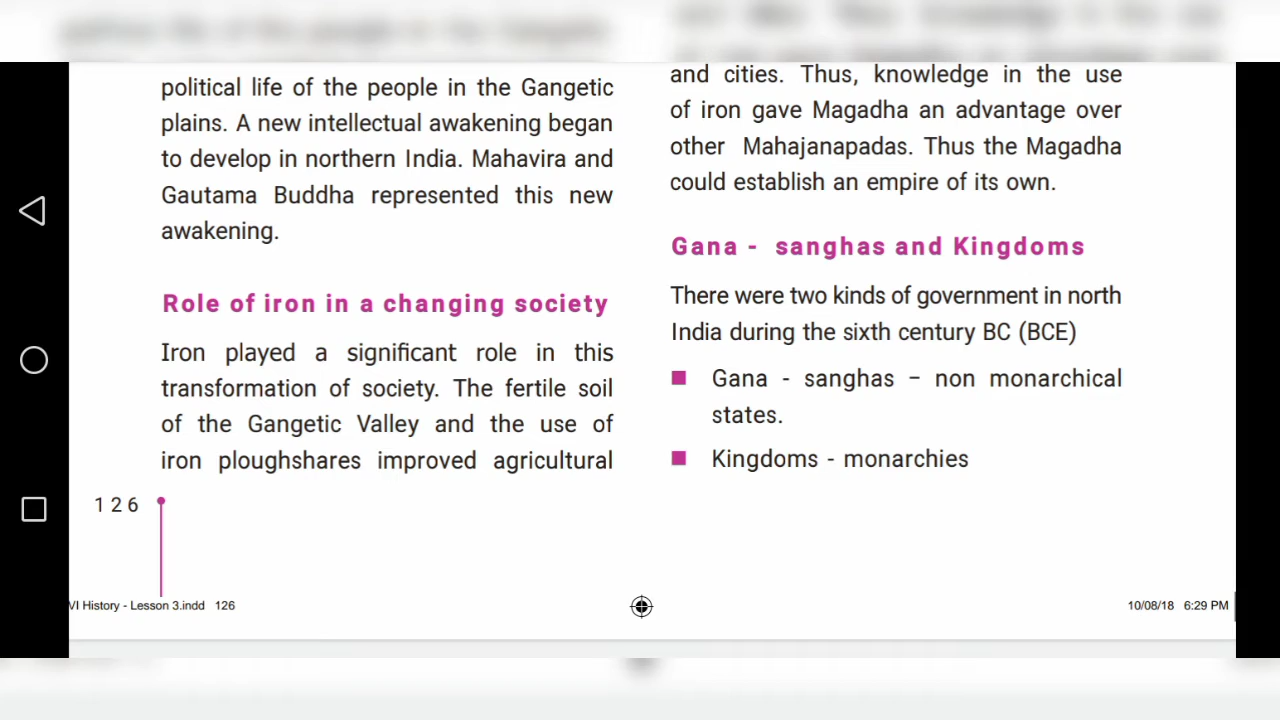 political life of the people in the Gangetic
plains. A new intellectual awakening began
to develop in northern India. Mahavira and
Gautama Buddha represented this new
awakening.
Role of iron in a changing society
Iron played a significant role in this
transformation of society. The fertile soil
of the Gangetic Valley and the use of
iron ploughshares improved agricultural
and cities. Thus, knowledge in the use
of iron gave Magadha an advantage over
other Mahajanapadas. Thus the Magadha
could establish an empire of its own.
Gana - sanghas and Kingdoms
There were two kinds of government in north
India during the sixth century BC (BCE)
■ Gana - sanghas – non monarchical
states.
■ Kingdoms - monarchies
126
VI History - Lesson 3.indd 126
10/08/18 6:29 PM